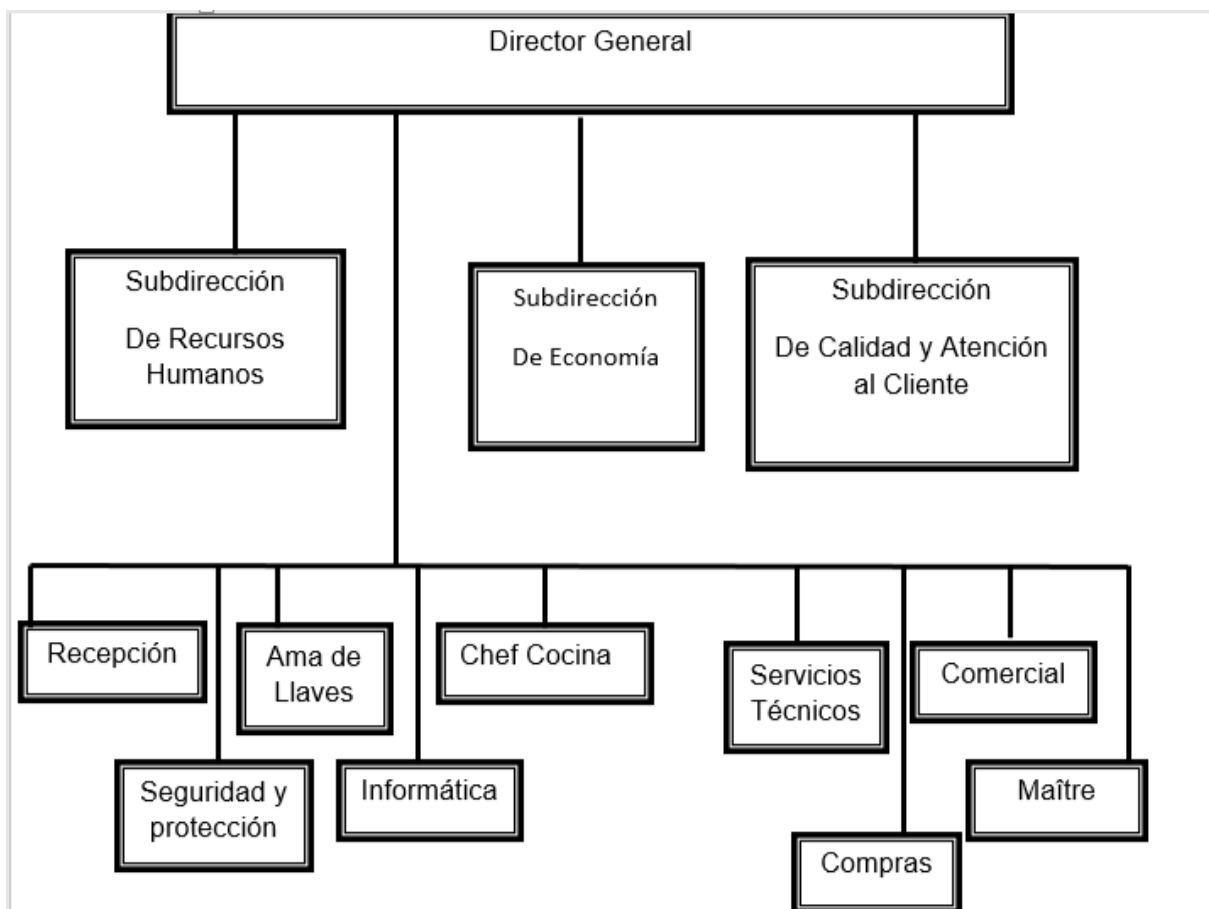 Director General
Subdirección
De Recursos
Humanos
Subdirección
De Economía
Subdirección
De Calidad y Atención
al Cliente
Recepción
Ama de
Llaves
Chef Cocina
Servicios
Técnicos
Comercial
Seguridad y
protección
Informática
Maître
Compras